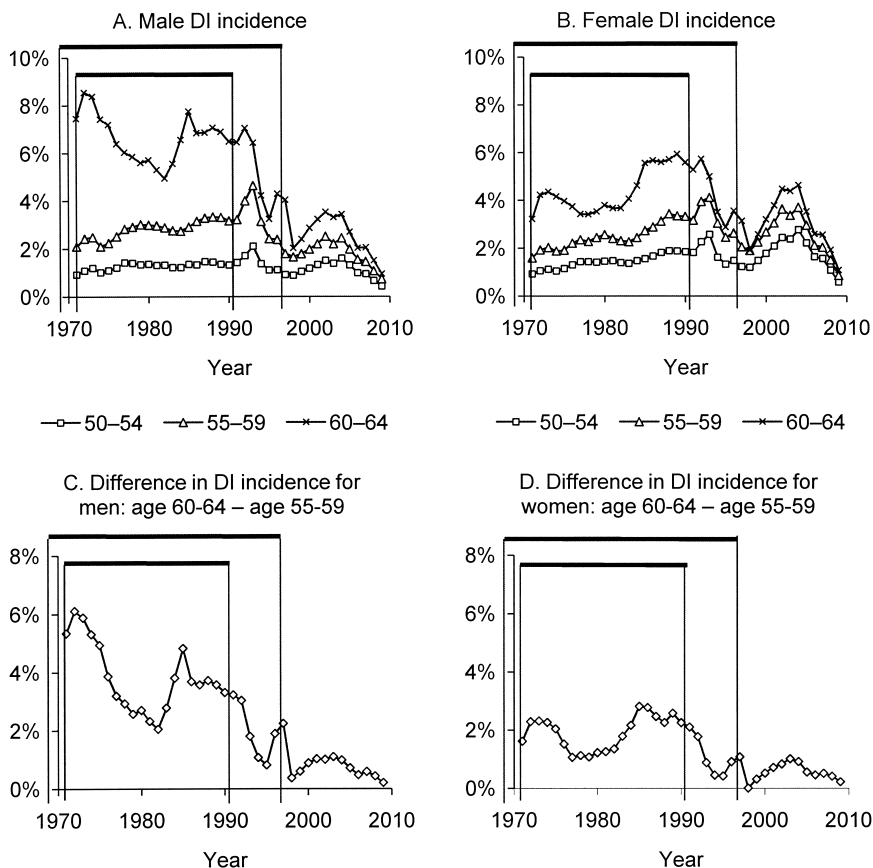 A. Male DI incidence
10%
8%
6%
4%
2%
0%
1970 1980 1990 2000 2010
Year
50–54 55–59 60–64
B. Female DI incidence
10%
8%
6%
4%
2%
0%
1970 1980 1990 2000 2010
Year
50–54 55–59 60–64
C. Difference in DI incidence for
men: age 60-64 – age 55-59
8%
6%
4%
2%
0%
1970 1980 1990 2000 2010
Year
D. Difference in DI incidence for
women: age 60-64 – age 55-59
8%
6%
4%
2%
0%
1970 1980 1990 2000 2010
Year